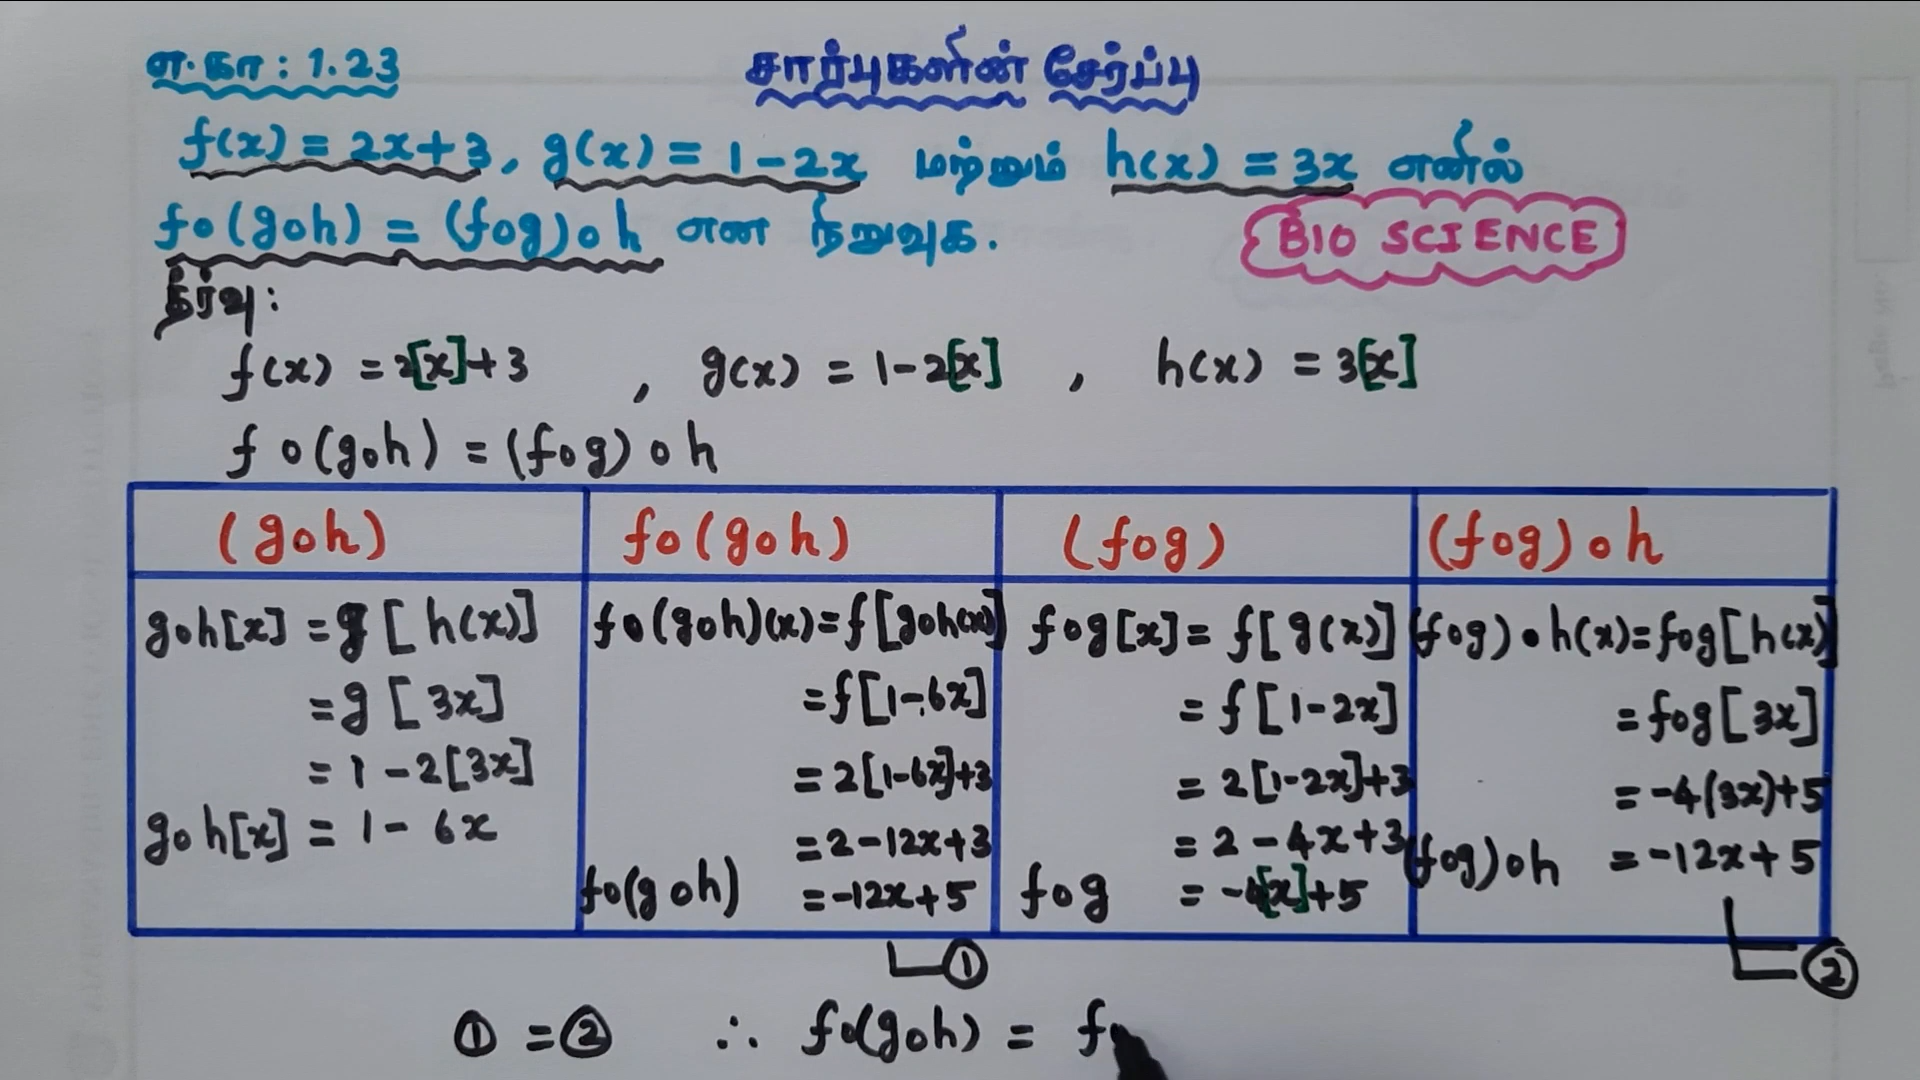 எ.கா : 1.23
சார்புகளின் சேர்ப்பு
f(x) = 2x+3, g(x) = 1-2x மற்றும் h(x) = 3x எனில்
fo(goh) = (fog)oh என நிறுவுக.
BIO SCIENCE
தீர்வு:
f(x) = 2[x]+3 , g(x) = 1-2[x] , h(x) = 3[x]
fo(goh) = (fog)oh
(goh)
goh[x] = g[h(x)]
= g[3x]
= 1-2[3x]
goh[x] = 1-6x
fo(goh)
fo(goh)(x) = f[goh(x)]
= f[1-6x]
= 2[1-6x]+3
= 2-12x+3
fo(goh) = -12x+5
①
(fog)
fog[x] = f[g(x)]
= f[1-2x]
= 2[1-2x]+3
= 2-4x+3
fog = -4[x]+5
(fog)oh
(fog)oh(x) = fog[h(x)]
= fog[3x]
= -4(3x)+5
(fog)oh = -12x+5
②
① = ② ∴ fo(goh) = fo